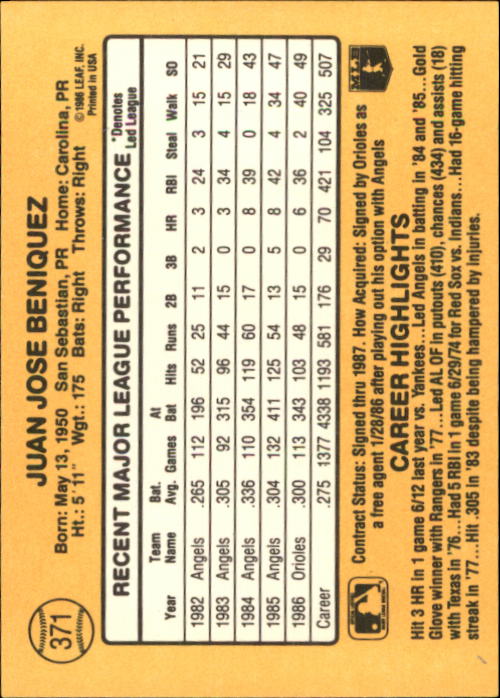 371
JUAN JOSE BENIQUEZ
©1986 LEAF, INC.
Printed in USA
Born: May 13, 1950 San Sebastian, PR Home: Carolina, PR
Ht.: 5' 11" Wgt.: 175 Bats: Right Throws: Right
RECENT MAJOR LEAGUE PERFORMANCE *Denotes Led League
Year Team Name Bat. Avg. Games At Bat Hits Runs 2B 3B HR RBI Steal Walk SO
1982 Angels .265 112 196 52 25 11 2 3 24 3 15 21
1983 Angels .305 92 315 96 44 15 0 3 34 4 15 29
1984 Angels .336 110 354 119 60 17 0 8 39 0 18 43
1985 Angels .304 132 411 125 54 13 5 8 42 4 34 47
1986 Orioles .300 113 343 103 48 15 0 6 36 2 40 49
Career .275 1377 4338 1193 581 176 29 70 421 104 325 507
Contract Status: Signed thru 1987. How Acquired: Signed by Orioles as
a free agent 1/28/86 after playing out his option with Angels
CAREER HIGHLIGHTS
Hit 3 HR in 1 game 6/12 last year vs. Yankees...Led Angels in batting in '84 and '85...Gold
Glove winner with Rangers in '77...Led AL OF in putouts (410), chances (434) and assists (18)
with Texas in '76...Had 5 RBI in 1 game 6/29/74 for Red Sox vs. Indians...Had 16-game hitting
streak in '77...Hit .305 in '83 despite being hampered by injuries.